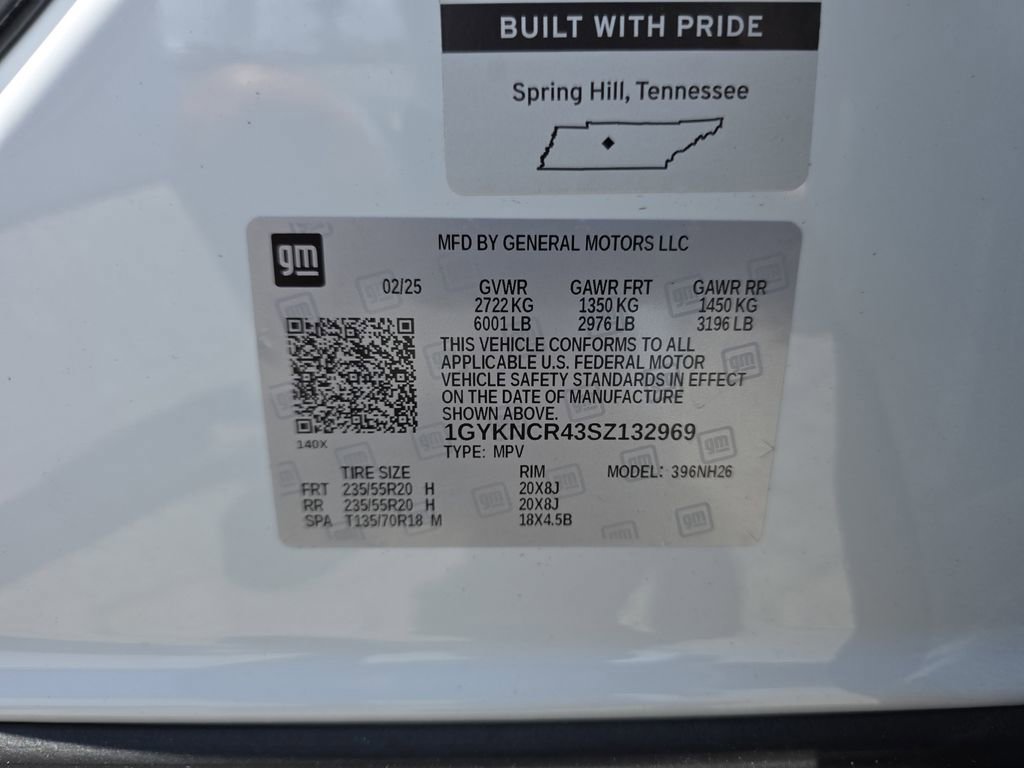 BUILT WITH PRIDE
Spring Hill, Tennessee
gm
MFD BY GENERAL MOTORS LLC
02/25 GVWR GAWR FRT GAWR RR
2722 KG 1350 KG 1450 KG
6001 LB 2976 LB 3196 LB
THIS VEHICLE CONFORMS TO ALL
APPLICABLE U.S. FEDERAL MOTOR
VEHICLE SAFETY STANDARDS IN EFFECT
ON THE DATE OF MANUFACTURE
SHOWN ABOVE.
1GYKNCR43SZ132969
140X
TYPE: MPV
TIRE SIZE RIM MODEL: 396NH26
FRT 235/55R20 H 20X8J
RR 235/55R20 H 20X8J
SPA T135/70R18 M 18X4.5B